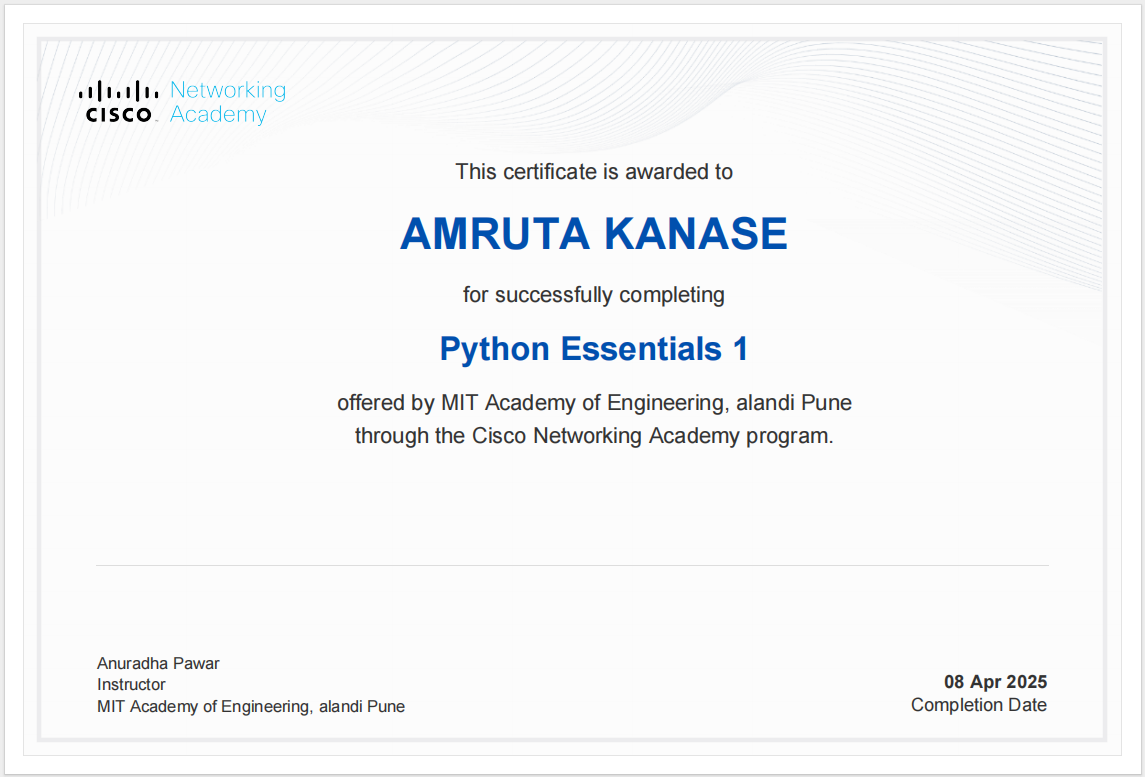 Networking
CISCO Academy
This certificate is awarded to
AMRUTA KANASE
for successfully completing
Python Essentials 1
offered by MIT Academy of Engineering, alandi Pune
through the Cisco Networking Academy program.
Anuradha Pawar
Instructor
MIT Academy of Engineering, alandi Pune
08 Apr 2025
Completion Date